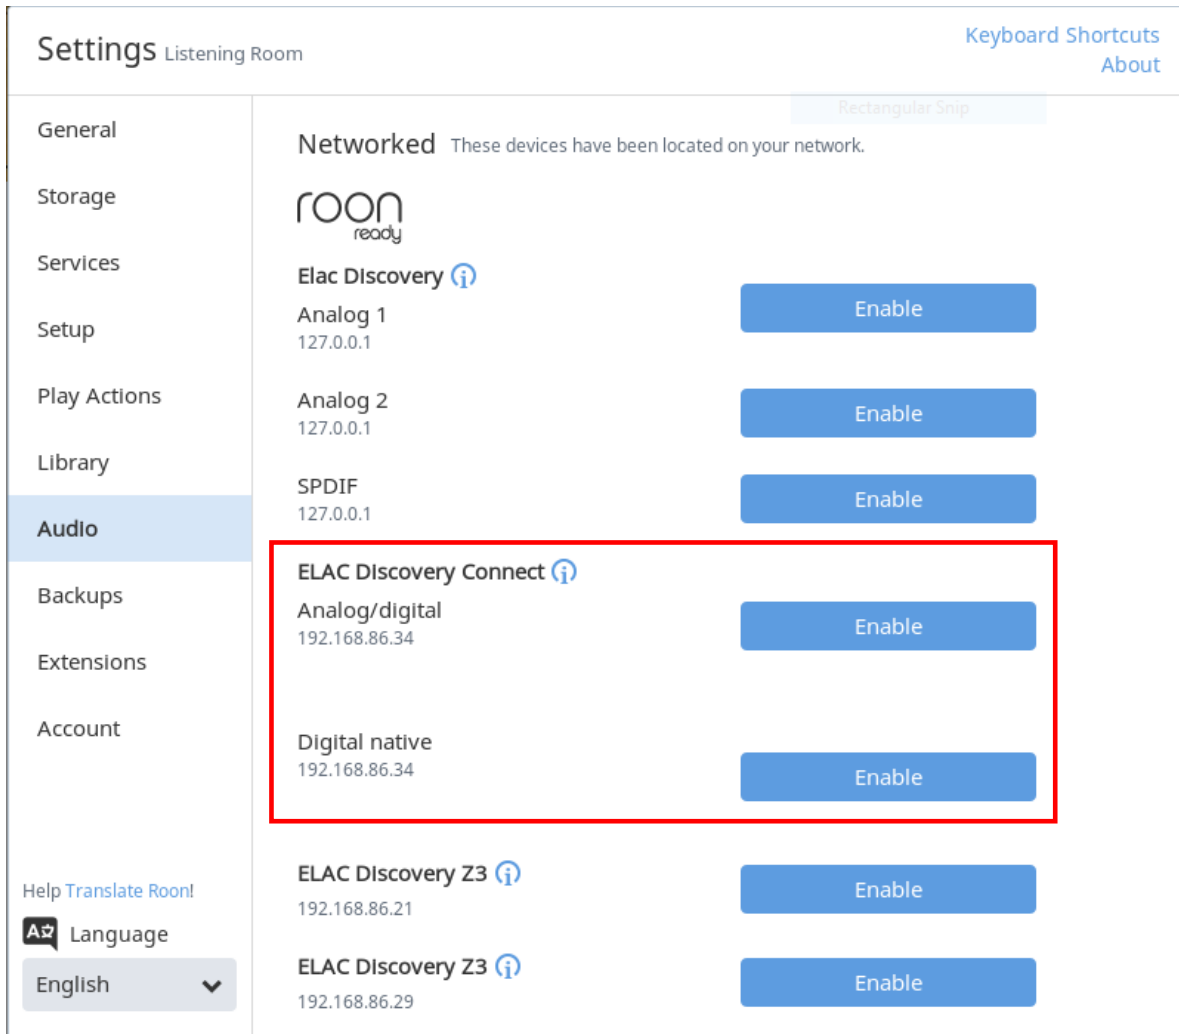 Settings Listening Room
Keyboard Shortcuts
About
Rectangular Snip
General
Storage
Services
Setup
Play Actions
Library
Audio
Backups
Extensions
Account
Help Translate Roon!
A Language
English
Networked These devices have been located on your network.
roon
ready
Elac DIscovery
Analog 1
127.0.0.1
Enable
Analog 2
127.0.0.1
Enable
SPDIF
127.0.0.1
Enable
ELAC DIscovery Connect
Analog/digital
192.168.86.34
Enable
Digital native
192.168.86.34
Enable
ELAC DIscovery Z3
192.168.86.21
Enable
ELAC DIscovery Z3
192.168.86.29
Enable